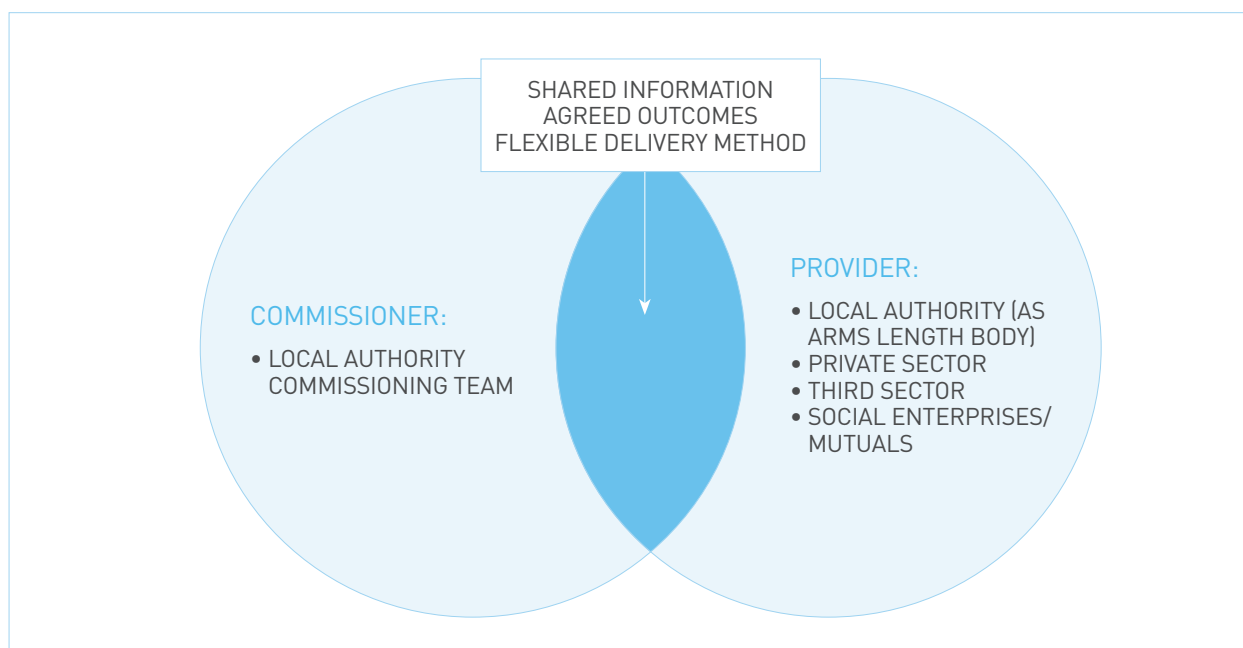 SHARED INFORMATION
AGREED OUTCOMES
FLEXIBLE DELIVERY METHOD
COMMISSIONER:
• LOCAL AUTHORITY
COMMISSIONING TEAM
PROVIDER:
• LOCAL AUTHORITY (AS
ARMS LENGTH BODY)
• PRIVATE SECTOR
• THIRD SECTOR
• SOCIAL ENTERPRISES/
MUTUALS